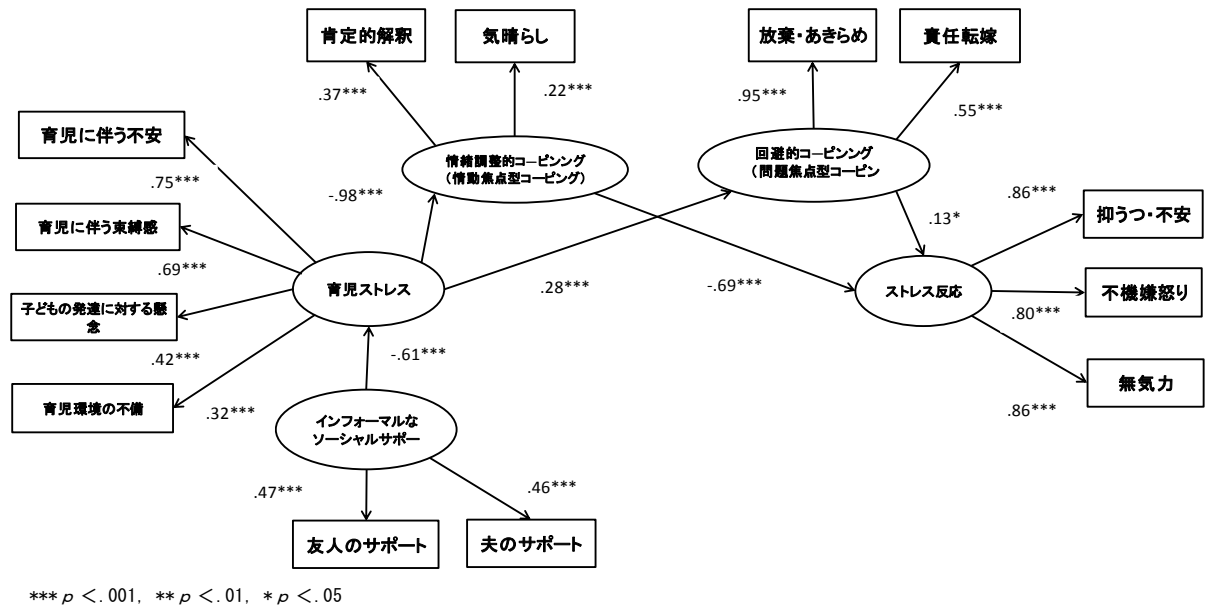 肯定的解釈
気晴らし
放棄・あきらめ
責任転嫁
.37***
.22***
.95***
.55***
育児に伴う不安
情緒調整的コーピンング
（情動焦点型コーピング）
回避的コーピンング
（問題焦点型コーピン
.75***
-.98***
.86***
抑うつ・不安
育児に伴う束縛感
.13*
.69***
育児ストレス
.28***
-.69***
ストレス反応
不機嫌怒り
.80***
子どもの発達に対する懸
念
.42***
-.61***
無気力
育児環境の不備
.32***
.86***
インフォーマルな
ソーシャルサポー
.47***
.46***
友人のサポート
夫のサポート
*** p <.001, ** p <.01, * p <.05